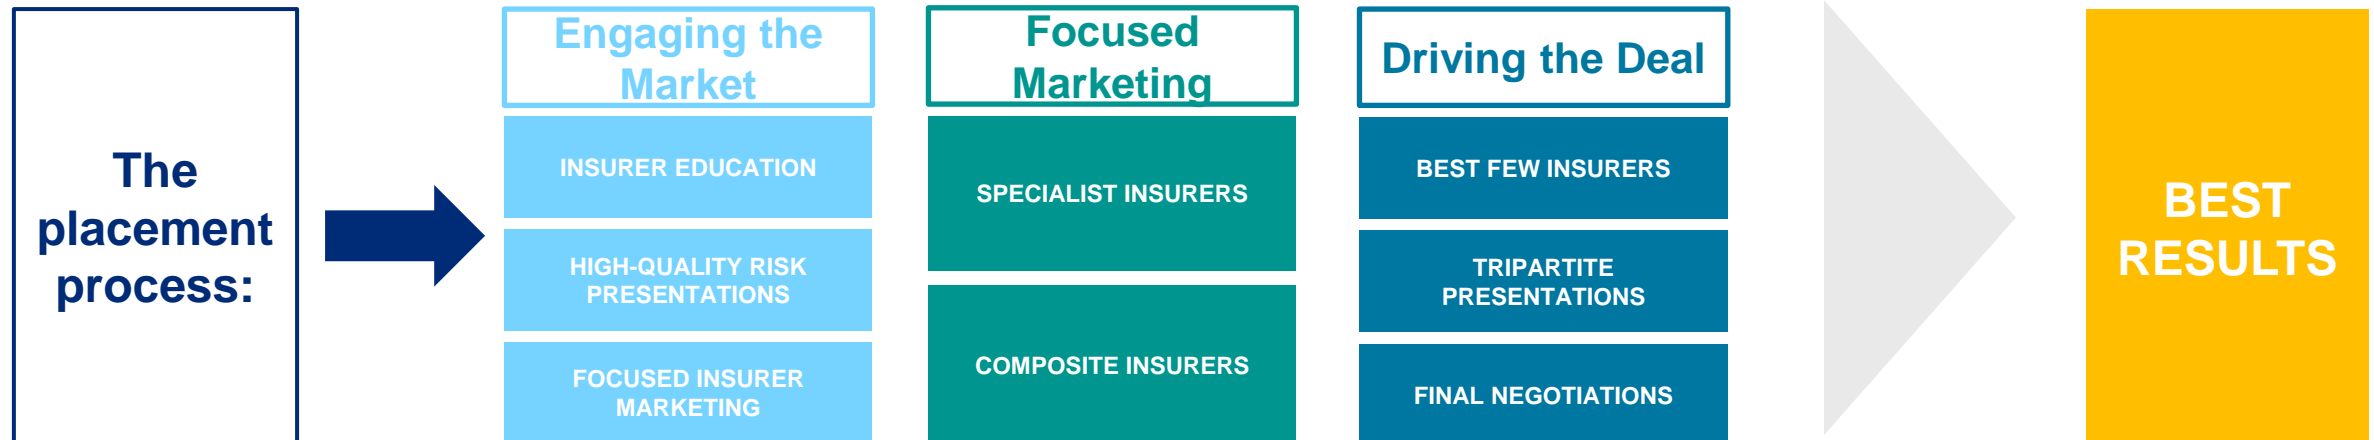 The
placement
process:
Engaging the
Market
INSURER EDUCATION
HIGH-QUALITY RISK
PRESENTATIONS
FOCUSED INSURER
MARKETING
Focused
Marketing
SPECIALIST INSURERS
COMPOSITE INSURERS
Driving the Deal
BEST FEW INSURERS
TRIPARTITE
PRESENTATIONS
FINAL NEGOTIATIONS
BEST
RESULTS